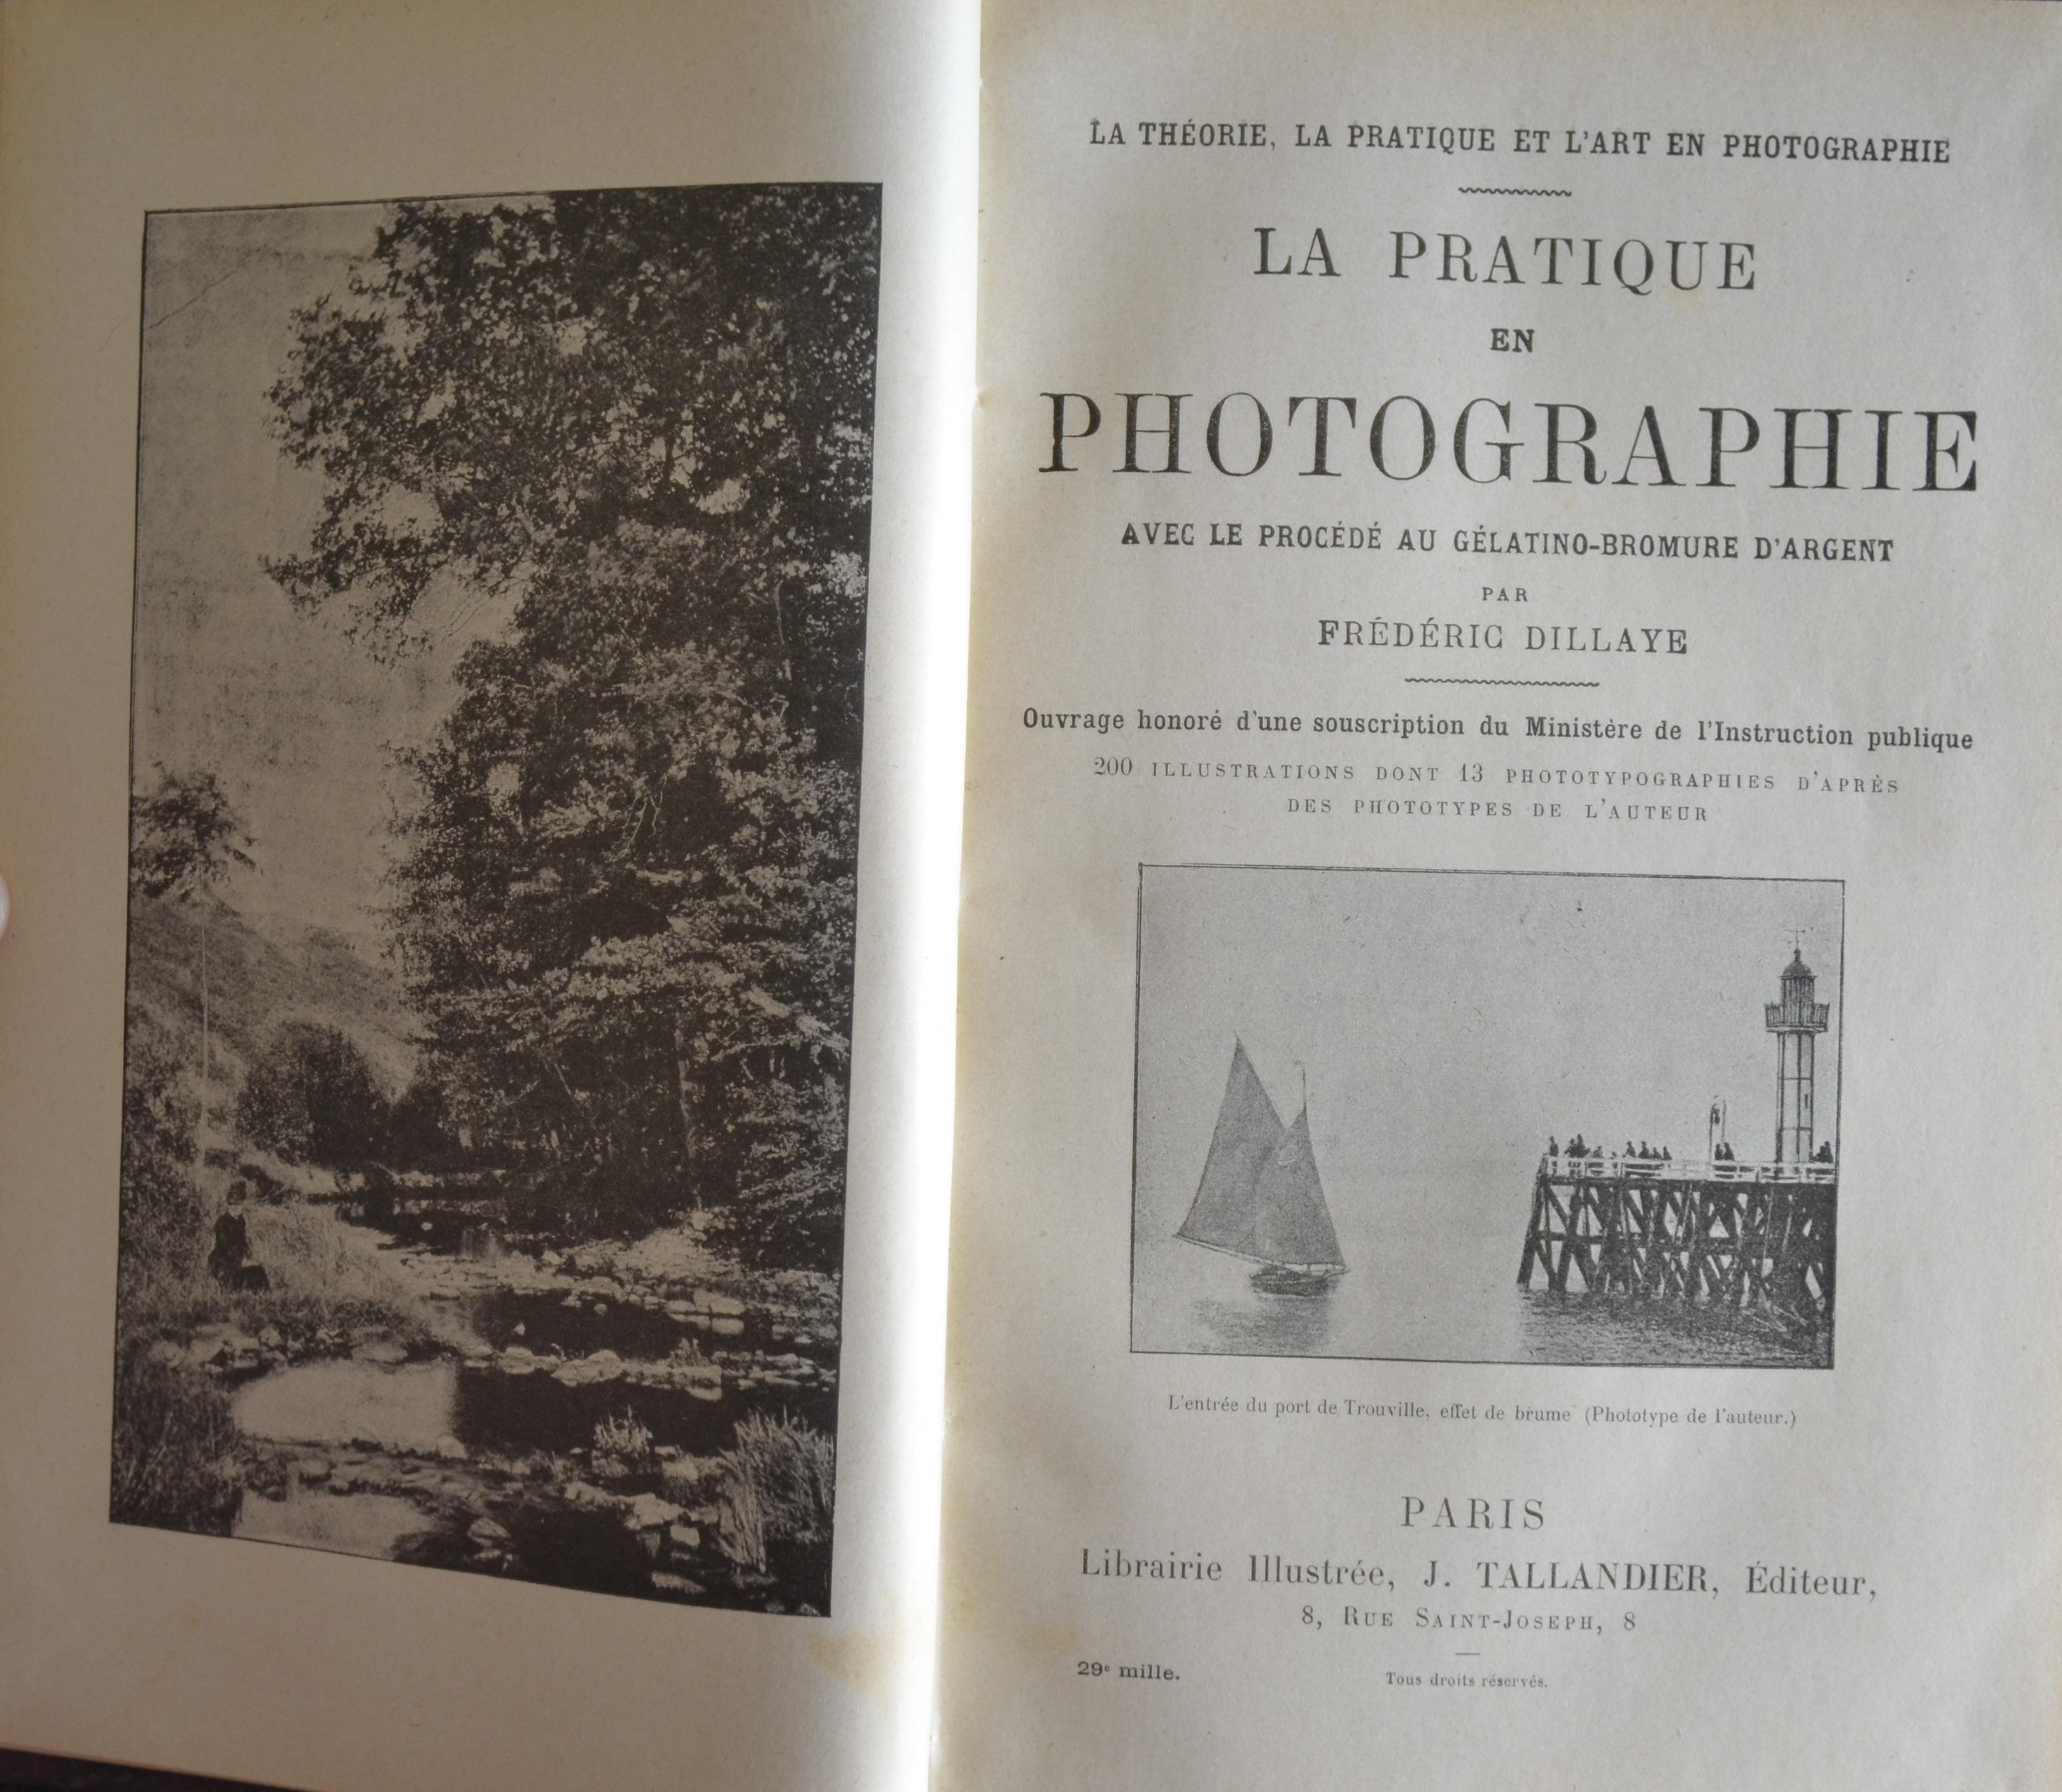 LA THÉORIE, LA PRATIQUE ET L'ART EN PHOTOGRAPHIE
LA PRATIQUE
EN
PHOTOGRAPHIE
AVEC LE PROCÉDÉ AU GÉLATINO-BROMURE D'ARGENT
PAR
FRÉDÉRIC DILLAYE
Ouvrage honoré d'une souscription du Ministère de l'Instruction publique
200 ILLUSTRATIONS DONT 13 PHOTOTYPOGRAPHIES D'APRÈS
DES PHOTOTYPES DE L'AUTEUR
L'entrée du port de Trouville, effet de brume (Phototype de l'auteur.)
PARIS
Librairie Illustrée, J. TALLANDIER, Éditeur,
8, RUE SAINT-JOSEPH, 8
29e mille.
Tous droits réservés.